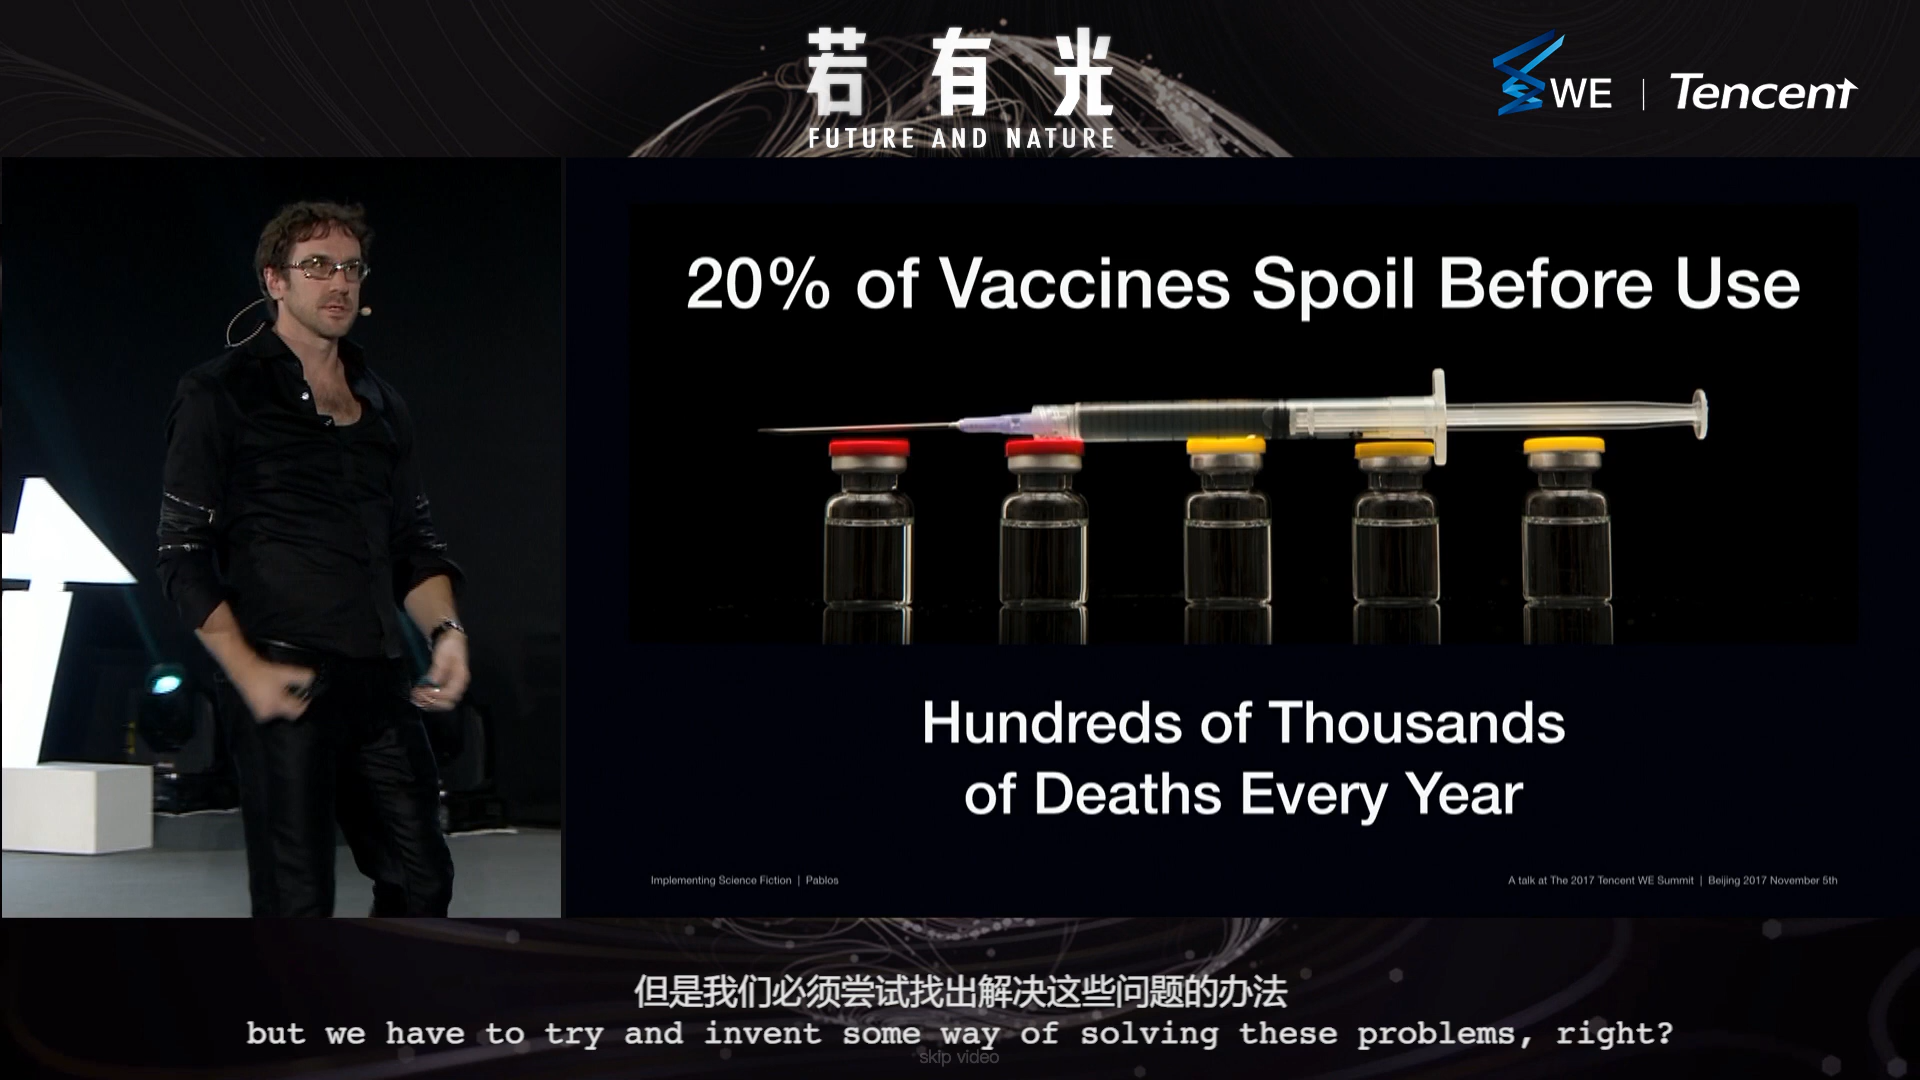 若有光
FUTURE AND NATURE
WE | Tencent
20% of Vaccines Spoil Before Use
Hundreds of Thousands
of Deaths Every Year
Implementing Science Fiction | Pablos
A talk at The 2017 Tencent WE Summit | Beijing 2017 November 5th
但是我们必须尝试找出解决这些问题的办法
but we have to try and invent some way of solving these problems, right?
skip video